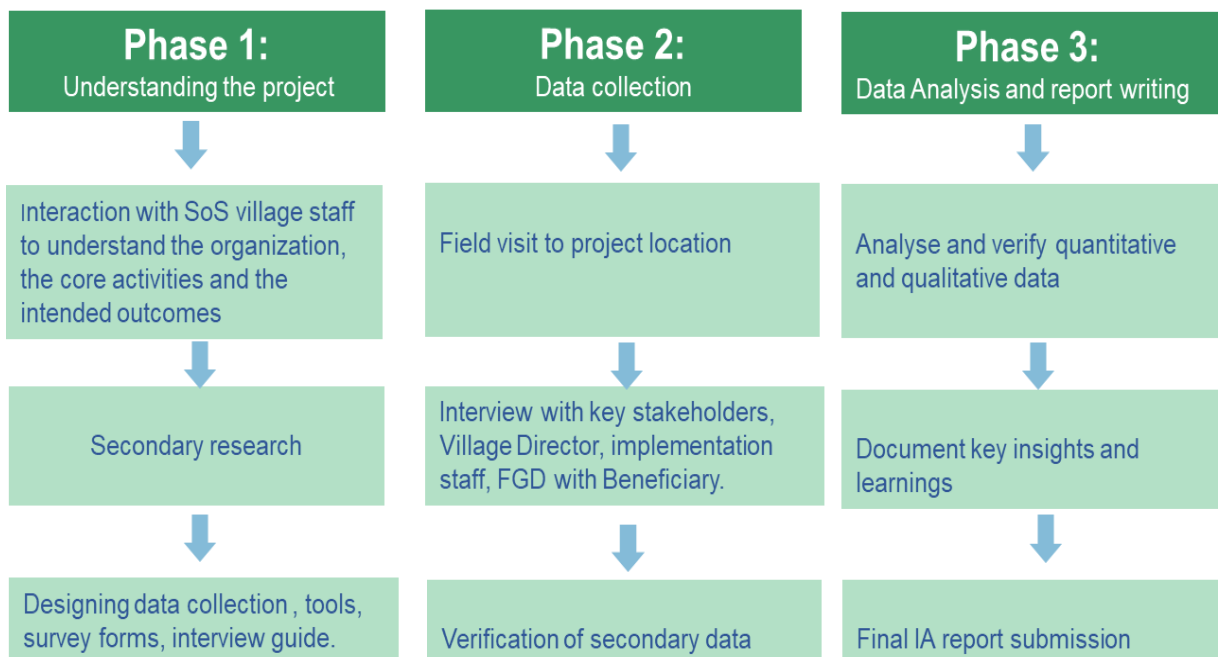 Phase 1:
Understanding the project
Interaction with SoS village staff
to understand the organization,
the core activities and the
intended outcomes
Secondary research
Designing data collection , tools,
survey forms, interview guide.
Phase 2:
Data collection
Field visit to project location
Interview with key stakeholders,
Village Director, implementation
staff, FGD with Beneficiary.
Verification of secondary data
Phase 3:
Data Analysis and report writing
Analyse and verify quantitative
and qualitative data
Document key insights and
learnings
Final IA report submission